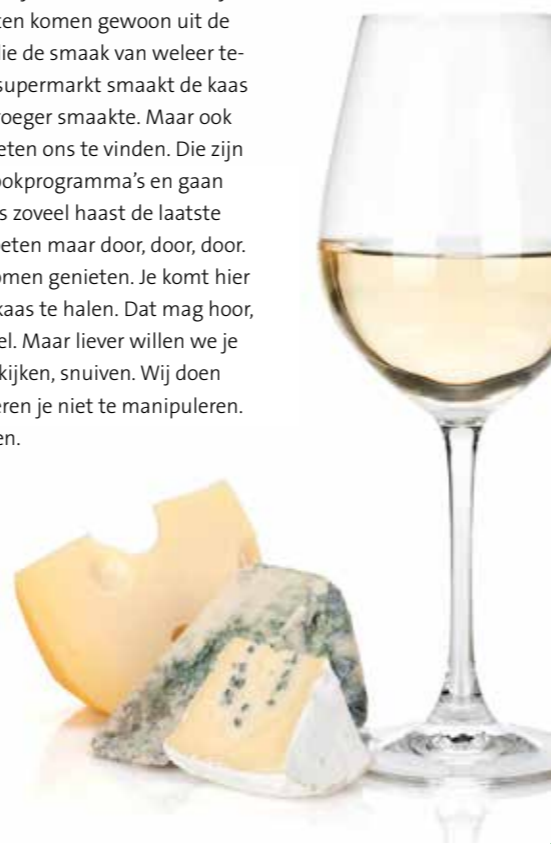 ten komen gewoon uit de
die de smaak van weleer te-
supermarkt smaakt de kaas
roeger smaakte. Maar ook
eten ons te vinden. Die zijn
ookprogramma's en gaan
s zoveel haast de laatste
eten maar door, door, door.
omen genieten. Je komt hier
kaas te halen. Dat mag hoor,
el. Maar liever willen we je
kijken, snuiven. Wij doen
eren je niet te manipuleren.
en.